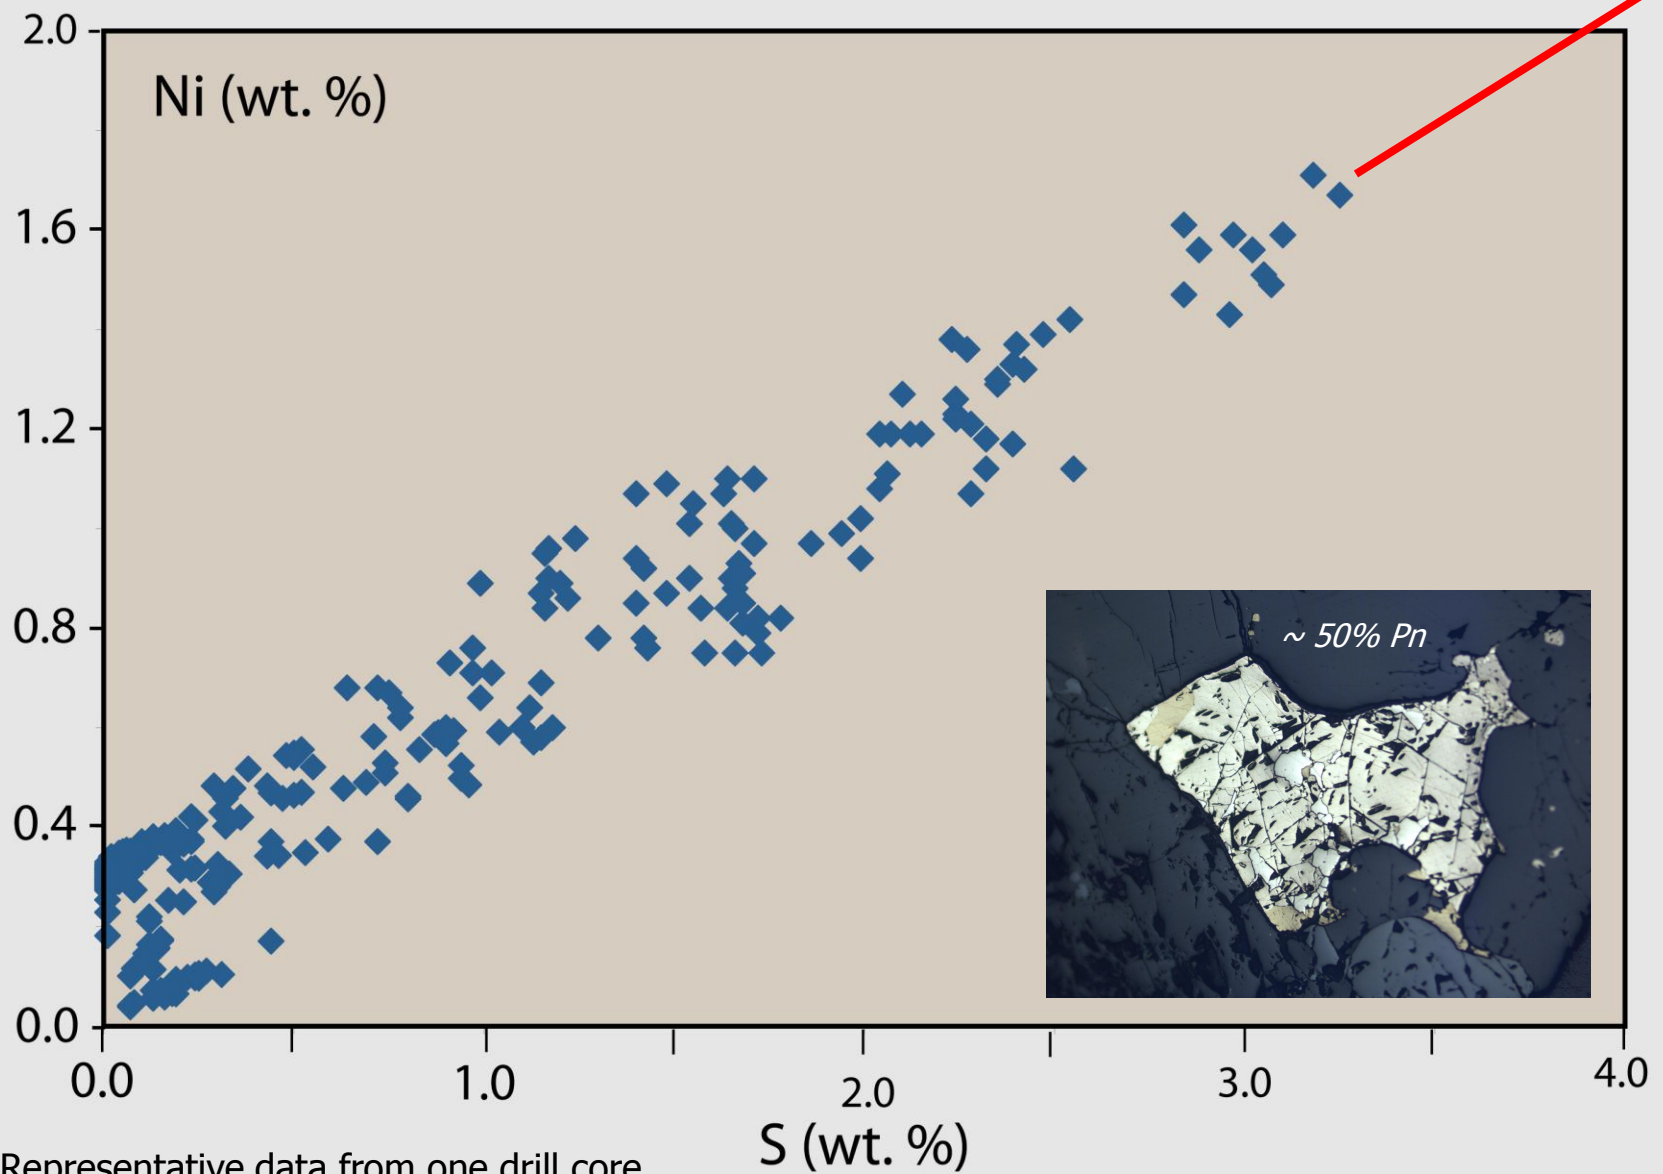 2.0
Ni (wt. %)
1.6
1.2
0.8
~ 50% Pn
0.4
0.0
0.0 1.0 2.0 3.0 4.0
S (wt. %)
Representative data from one drill core